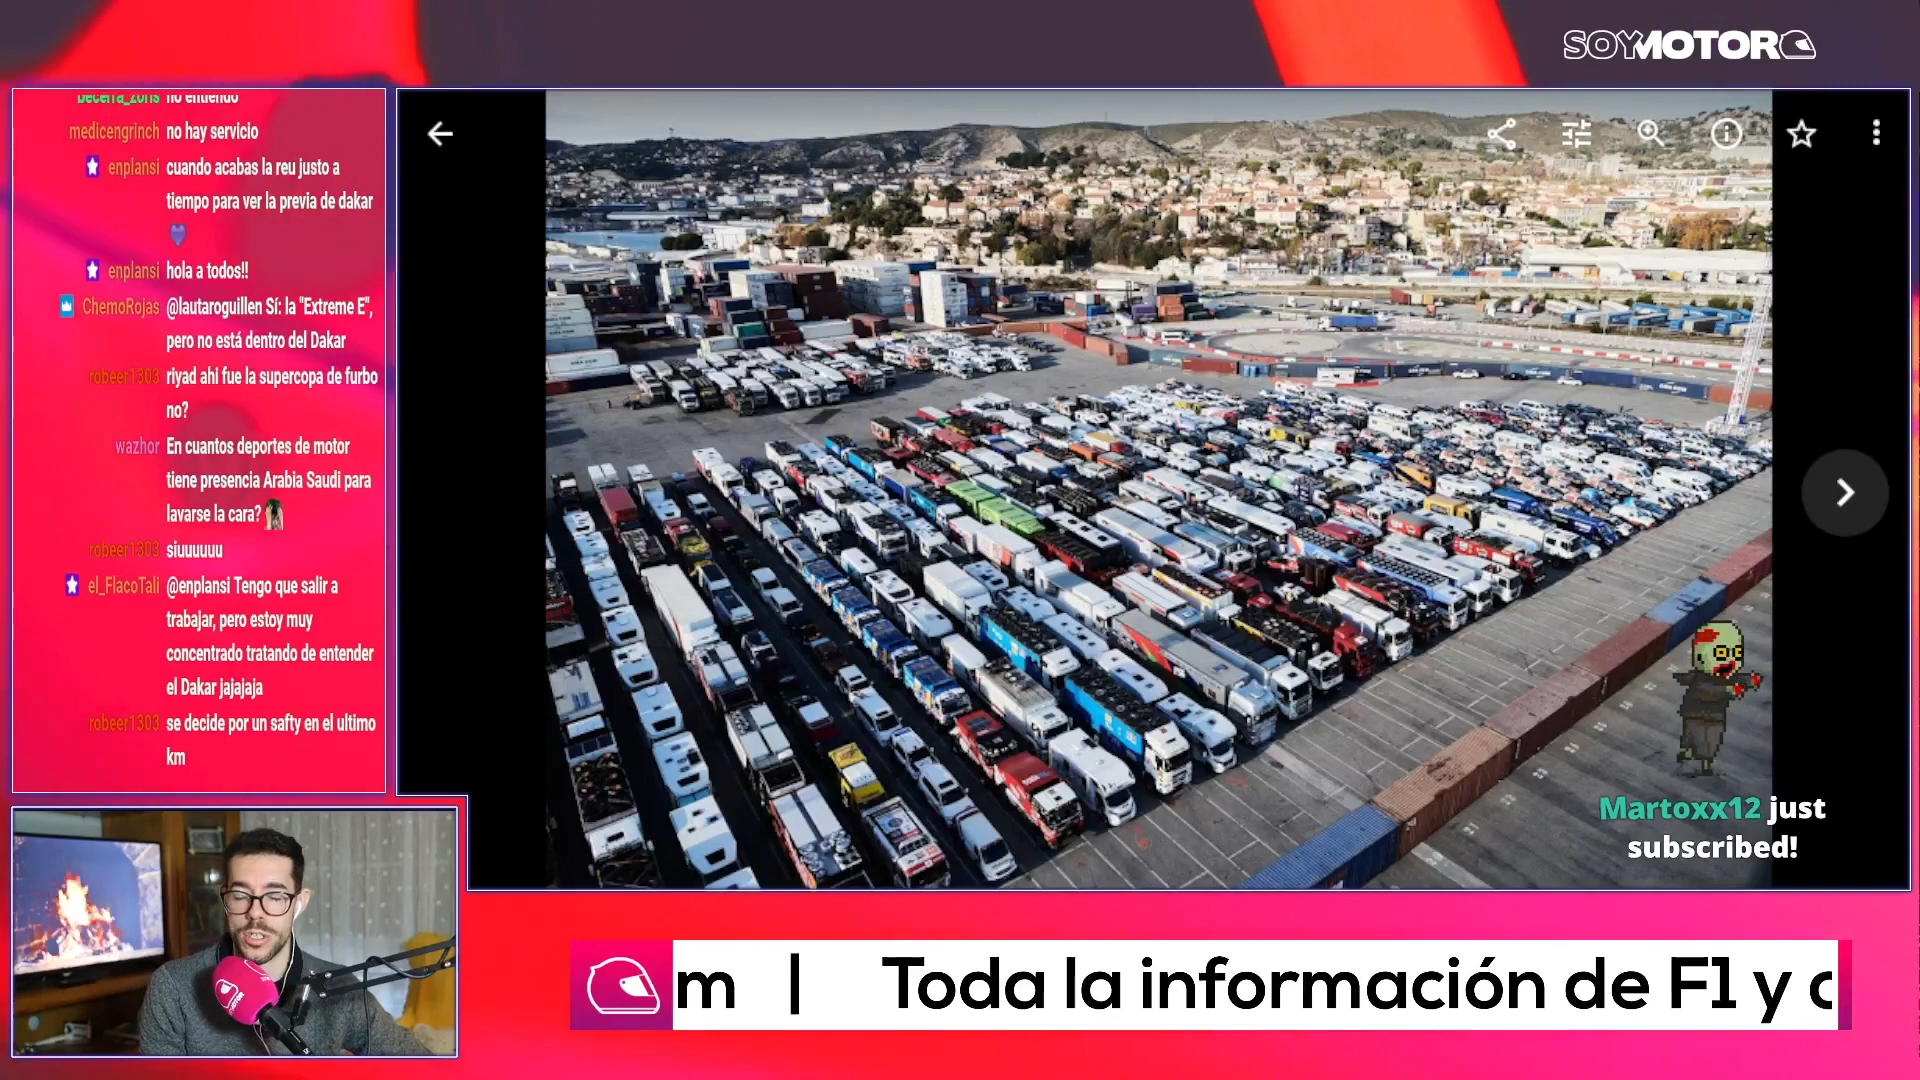 SOYMOTOR
becerra_2015 no entiendo
medicengrinch no hay servicio
enplansi cuando acabas la reu justo a
tiempo para ver la previa de dakar
enplansi hola a todos!!
ChemoRojas @lautaroguillen Sí: la "Extreme E",
pero no está dentro del Dakar
robeer1303 riyad ahi fue la supercopa de furbo
no?
wazhor En cuantos deportes de motor
tiene presencia Arabia Saudi para
lavarse la cara?
robeer1303 siuuuuuu
el_FlacoTali @enplansi Tengo que salir a
trabajar, pero estoy muy
concentrado tratando de entender
el Dakar jajajaja
robeer1303 se decide por un safty en el ultimo
km
Martoxx12 just
subscribed!
m | Toda la información de F1 y